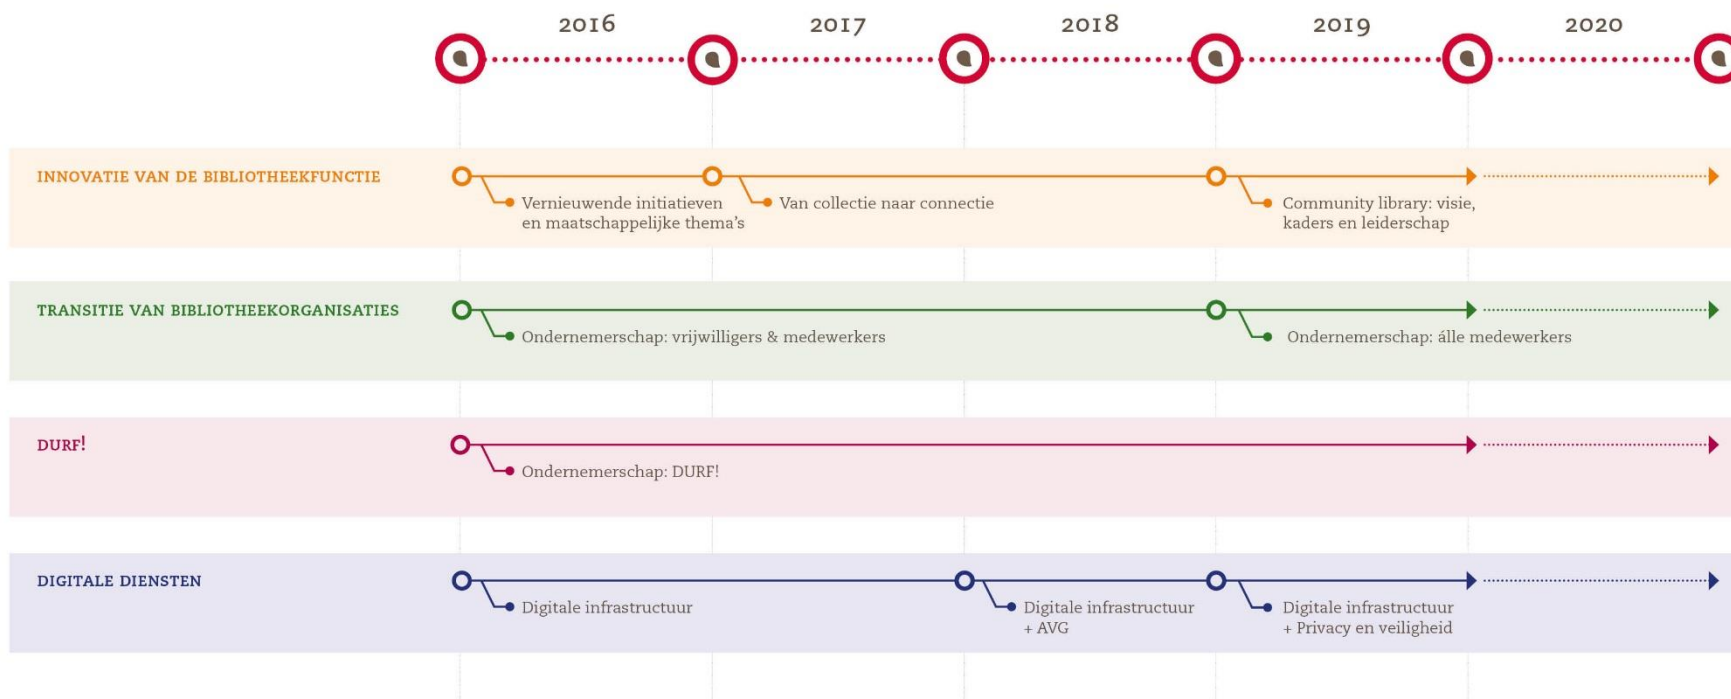 2016 2017 2018 2019 2020
INNOVATIE VAN DE BIBLIOTHEEKFUNCTIE
Vernieuwende initiatieven
en maatschappelijke thema's
Van collectie naar connectie
Community library: visie,
kaders en leiderschap
TRANSITIE VAN BIBLIOTHEEKORGANISATIES
Ondernemerschap: vrijwilligers & medewerkers
Ondernemerschap: álle medewerkers
DURF!
Ondernemerschap: DURF!
DIGITALE DIENSTEN
Digitale infrastructuur
Digitale infrastructuur
+ AVG
Digitale infrastructuur
+ Privacy en veiligheid